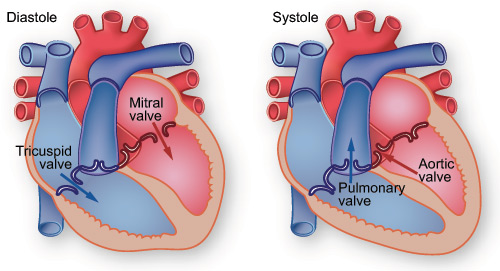 Diastole
Mitral
valve
Tricuspid
valve
Systole
Aortic
valve
Pulmonary
valve